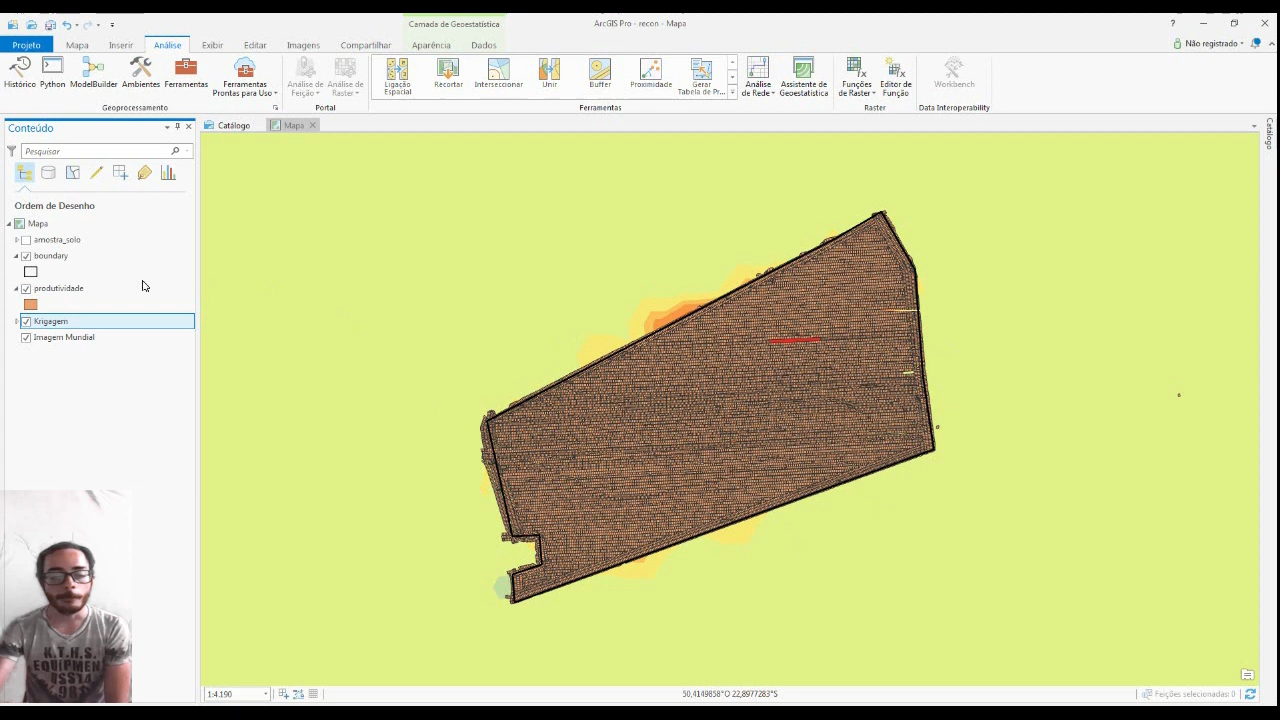 Camada de Geoestatística
ArcGIS Pro - recon - Mapa
?
Projeto
Mapa
Inserir
Análise
Exibir
Editar
Imagens
Compartilhar
Aparência
Dados
Não registrado
Histórico
Python
ModelBuilder
Ambientes
Ferramentas
Ferramentas
Prontas para Uso
Análise de
Feição
Análise de
Raster
Ligação
Espacial
Recortar
Interseccionar
Unir
Buffer
Proximidade
Gerar
Tabela de Pr...
Análise
de Rede
Assistente de
Geoestatística
Funções
de Raster
Editor de
Função
Workbench
Geoprocessamento
Portal
Ferramentas
Raster
Data Interoperability
Conteúdo
Catálogo
Mapa
Catálogo
Pesquisar
Ordem de Desenho
Mapa
amostra_solo
boundary
produtividade
Krigagem
Imagem Mundial
K.T.H.S.
EQUIPMEN
1:4.190
50,4149858°O 22,8977283°S
Feições selecionadas: 0